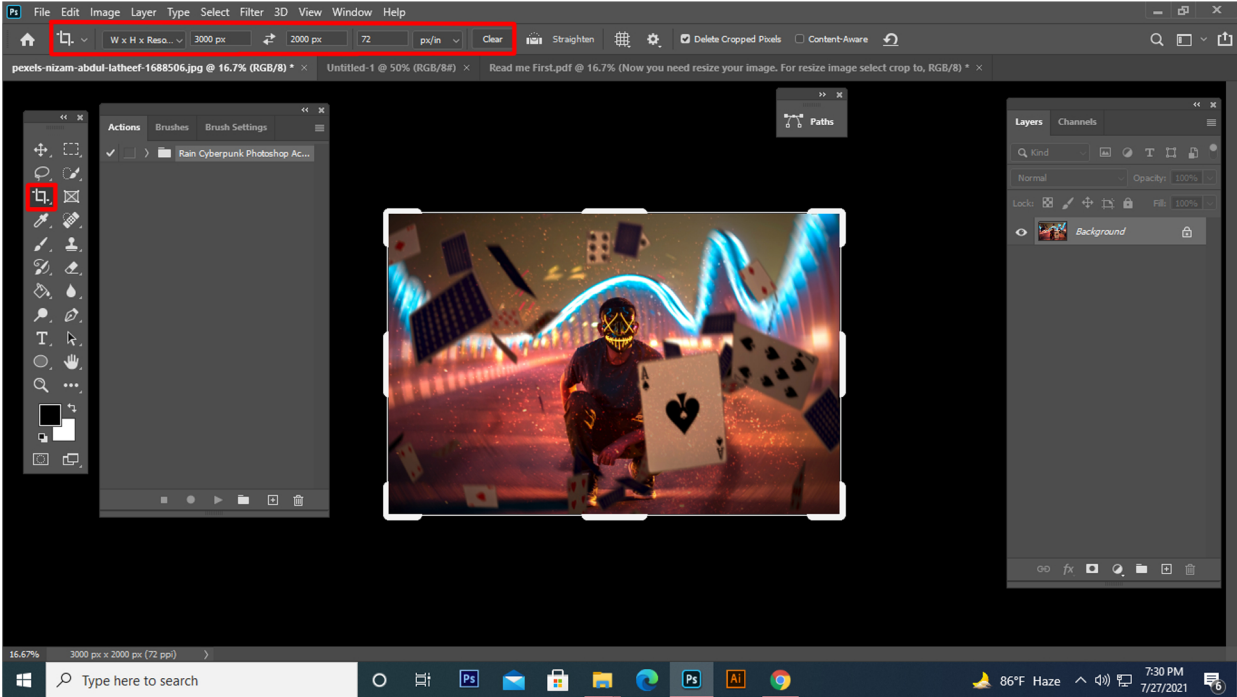 Ps File Edit Image Layer Type Select Filter 3D View Window Help
W x H x Reso... 3000 px 2000 px 72 px/in Clear Straighten Delete Cropped Pixels Content-Aware
pexels-nizam-abdul-latheef-1688506.jpg @ 16.7% (RGB/8) * × Untitled-1 @ 50% (RGB/8#) × Read me First.pdf @ 16.7% (Now you need resize your image. For resize image select crop to, RGB/8) * ×
Paths
Actions Brushes Brush Settings
Rain Cyberpunk Photoshop Ac...
Layers Channels
Kind
Normal Opacity: 100%
Lock: Fill: 100%
Background
A
A
16.67% 3000 px x 2000 px (72 ppi)
Type here to search
Ps Ps Ai
86°F Haze
7:30 PM
7/27/2021
6